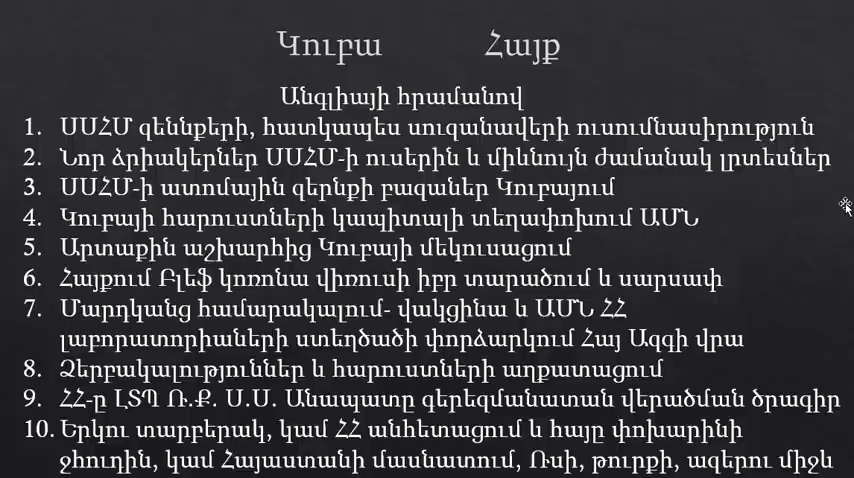 Կուբա Հայք
Անգլիայի հրամանով
1. ՍՍՀՄ զեննքերի, հատկապես սուզանավերի ուսումնասիրություն
2. Նոր ձրիակերներ ՍՍՀՄ-ի ուսերին և միևնույն ժամանակ լրտեսներ
3. ՍՍՀՄ-ի ատոմային զերնքի բազաներ Կուբայում
4. Կուբայի հարուստների կապիտալի տեղափոխում ԱՄՆ
5. Արտաքին աշխարհից Կուբայի մեկուսացում
6. Հայքում Բլեֆ կոռոնա վիռուսի իբր տարածում և սարսափ
7. Մարդկանց համարակալում- վակցինա և ԱՄՆ ՀՀ
լաբորատորիաների ստեղծածի փորձարկում Հայ Ազգի վրա
8. Ձերբակալություններ և հարուստների աղքատացում
9. ՀՀ-ը ԼՏՊ Ռ.Ք. Ս.Ս. Անապատը գերեզմանատան վերածման ծրագիր
10. Երկու տարբերակ, կամ ՀՀ անհետացում և հայը փոխարինի
ջհուդին, կամ Հայաստանի մասնատում, Ռսի, թուրքի, ազերու միջև